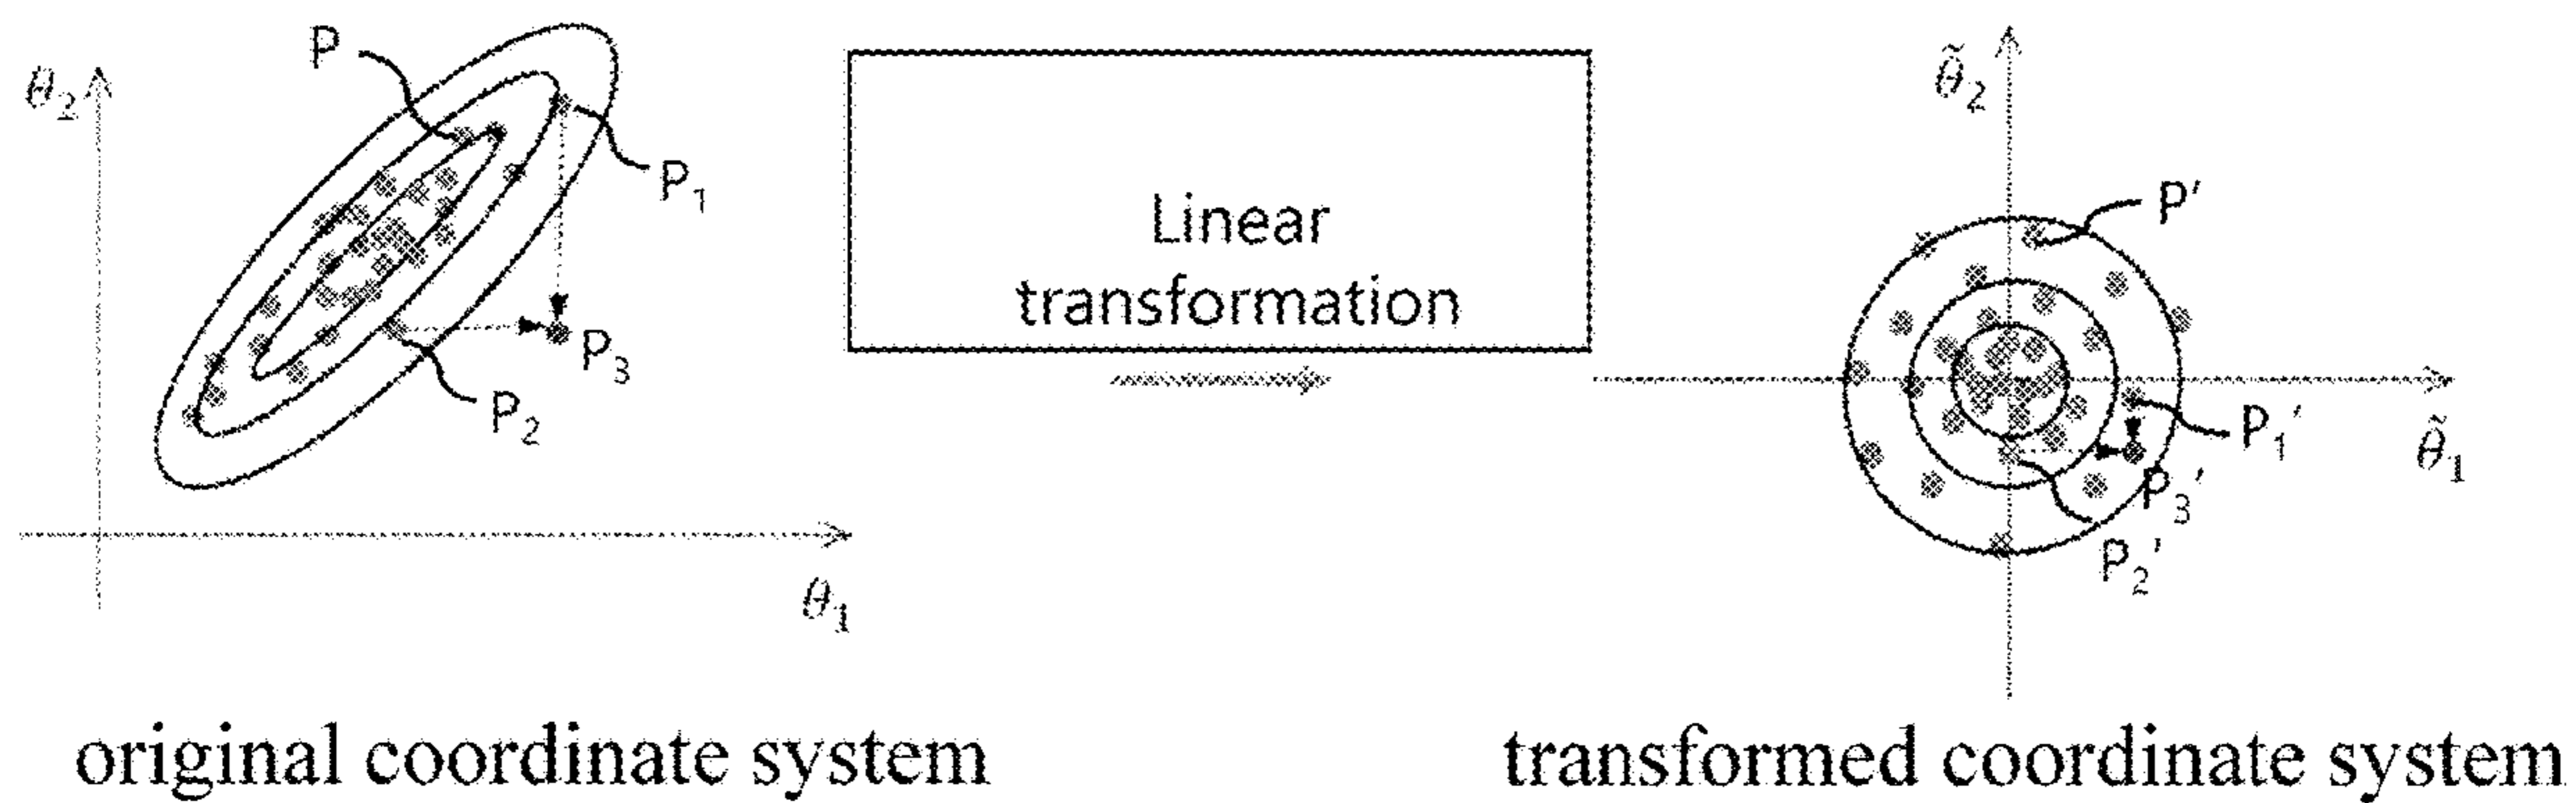 P
θ₂
P₁
P₃
P₂
θ₁
original coordinate system
Linear
transformation
θ̃₂
P′
P₁′
θ̃₁
P₃′
P₂′
transformed coordinate system